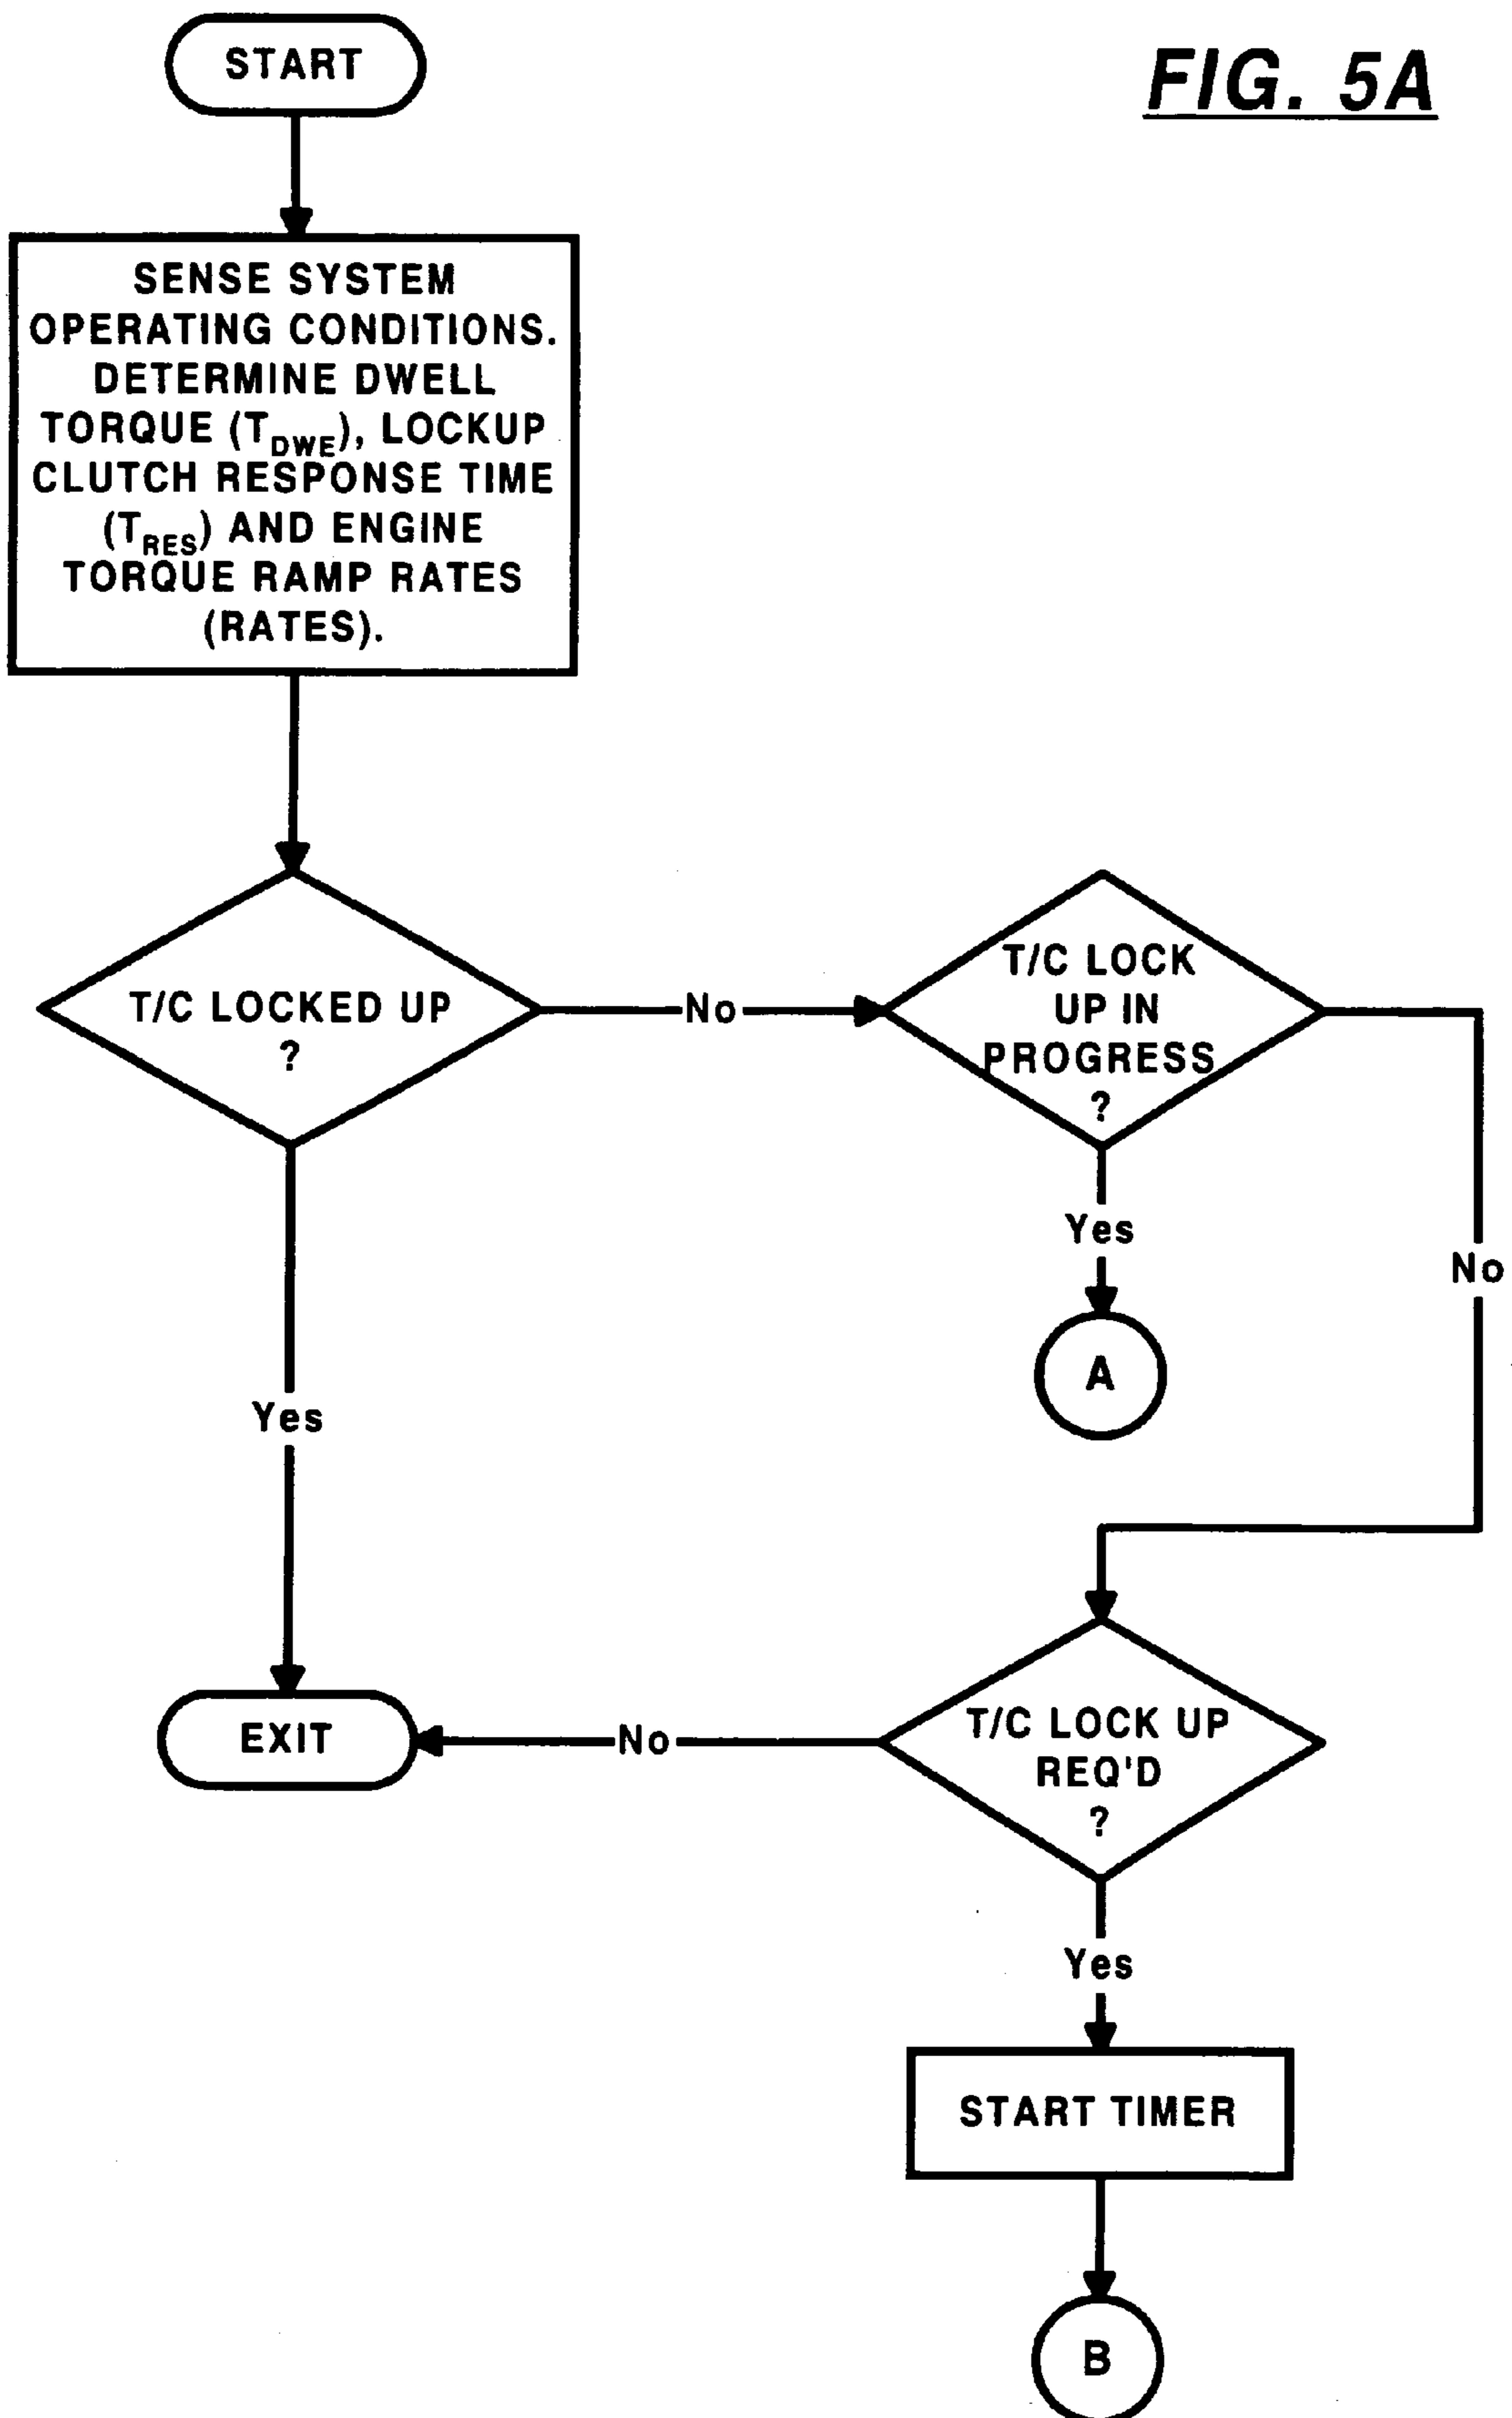 START
FIG. 5A
SENSE SYSTEM
OPERATING CONDITIONS.
DETERMINE DWELL
TORQUE (T_DWE), LOCKUP
CLUTCH RESPONSE TIME
(T_RES) AND ENGINE
TORQUE RAMP RATES
(RATES).
T/C LOCKED UP
?
No
T/C LOCK
UP IN
PROGRESS
?
Yes
No
A
Yes
EXIT
No
T/C LOCK UP
REQ'D
?
Yes
START TIMER
B